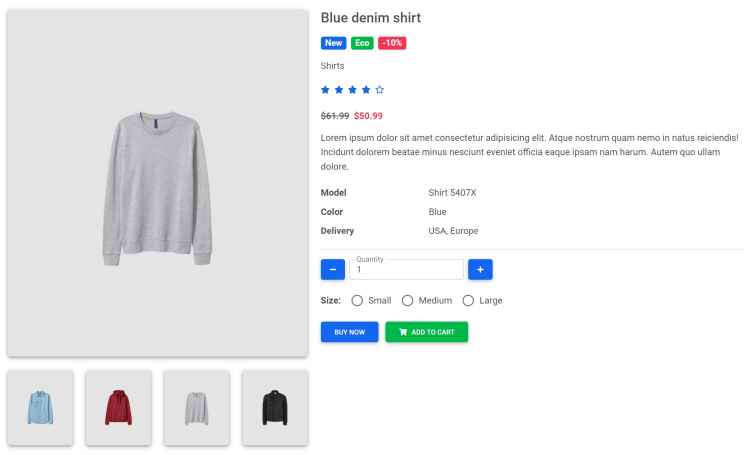 Blue denim shirt
New Eco -10%
Shirts
$61.99 $50.99
Lorem ipsum dolor sit amet consectetur adipisicing elit. Atque nostrum quam nemo in natus reiciendis!
Incidunt dolorem beatae minus nesciunt eveniet officia eaque ipsam nam harum. Autem quo ullam
dolore.
Model Shirt 5407X
Color Blue
Delivery USA, Europe
Quantity
− 1 +
Size: Small Medium Large
BUY NOW ADD TO CART